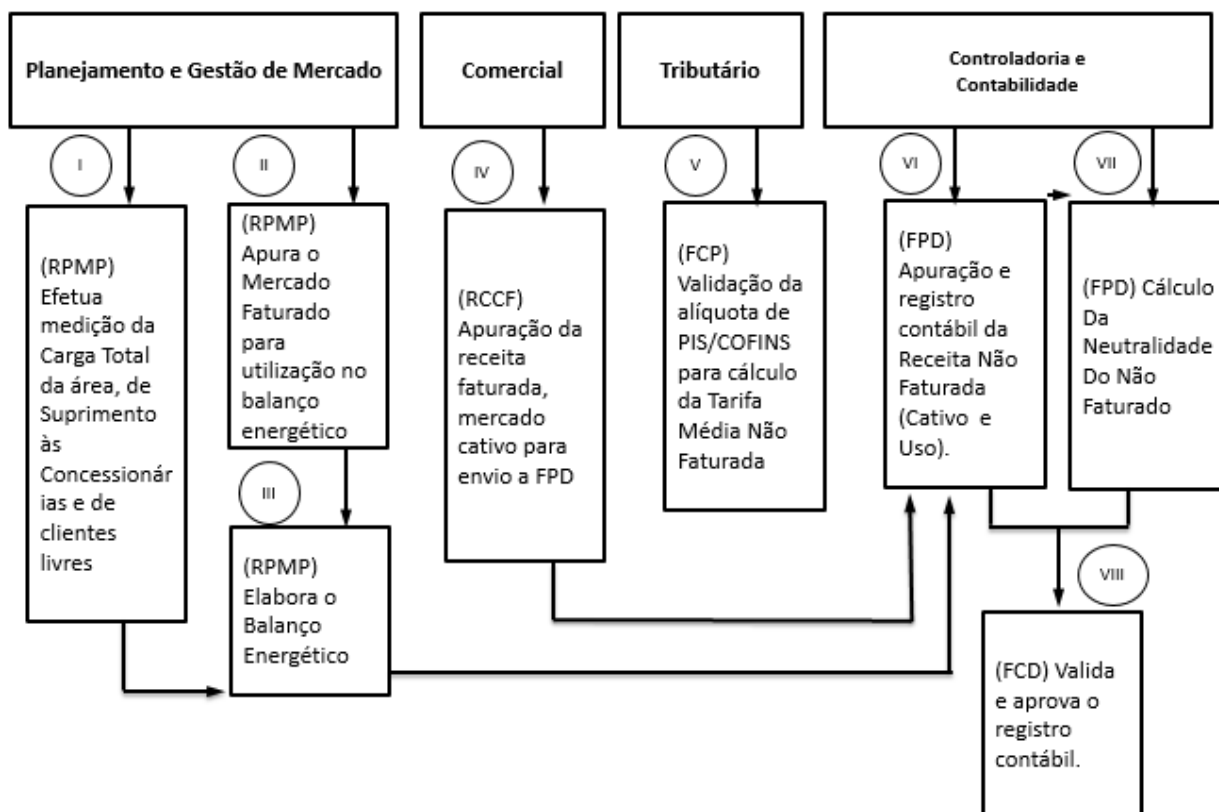 Planejamento e Gestão de Mercado
Comercial
Tributário
Controladoria e
Contabilidade
I
II
IV
V
VI
VII
(RPMP)
Efetua
medição da
Carga Total
da área, de
Suprimento
às
Concessionár
ias e de
clientes
livres
(RPMP)
Apura o
Mercado
Faturado
para
utilização no
balanço
energético
III
(RPMP)
Elabora o
Balanço
Energético
(RCCF)
Apuração da
receita
faturada,
mercado
cativo para
envio a FPD
(FCP)
Validação da
alíquota de
PIS/COFINS
para cálculo
da Tarifa
Média Não
Faturada
(FPD)
Apuração e
registro
contábil da
Receita Não
Faturada
(Cativo e
Uso).
(FPD) Cálculo
Da
Neutralidade
Do Não
Faturado
VIII
(FCD) Valida
e aprova o
registro
contábil.